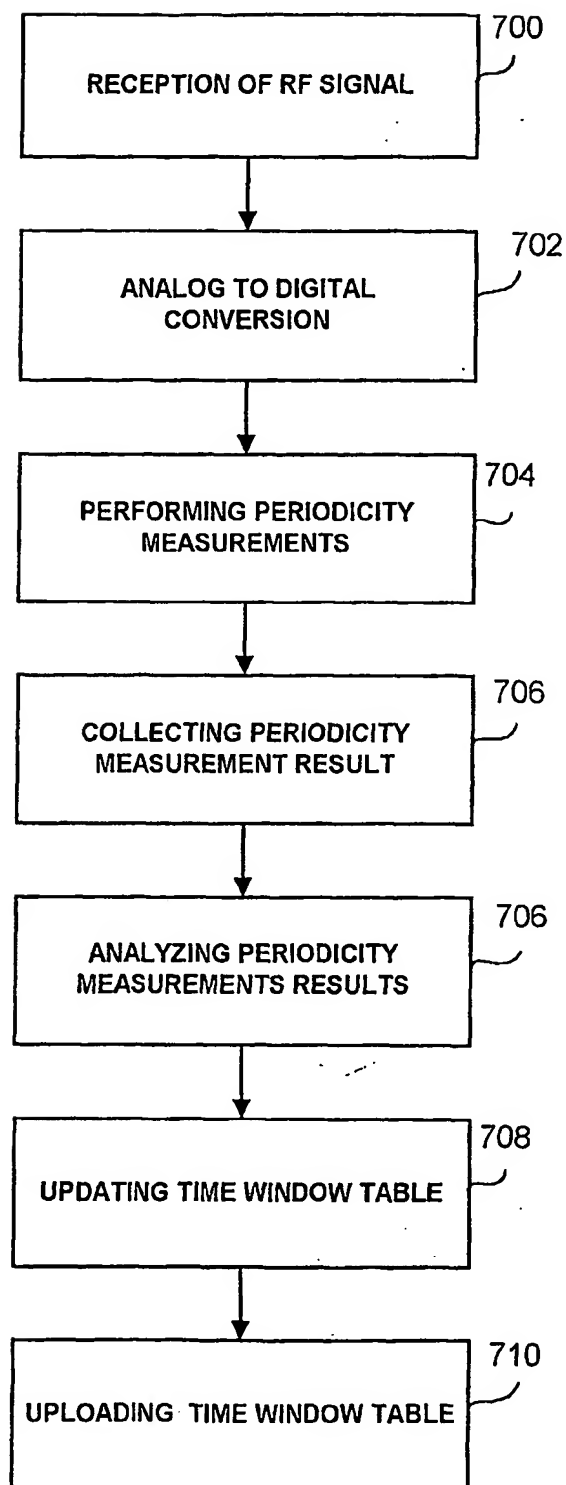 700
RECEPTION OF RF SIGNAL
702
ANALOG TO DIGITAL
CONVERSION
704
PERFORMING PERIODICITY
MEASUREMENTS
706
COLLECTING PERIODICITY
MEASUREMENT RESULT
706
ANALYZING PERIODICITY
MEASUREMENTS RESULTS
708
UPDATING TIME WINDOW TABLE
710
UPLOADING TIME WINDOW TABLE